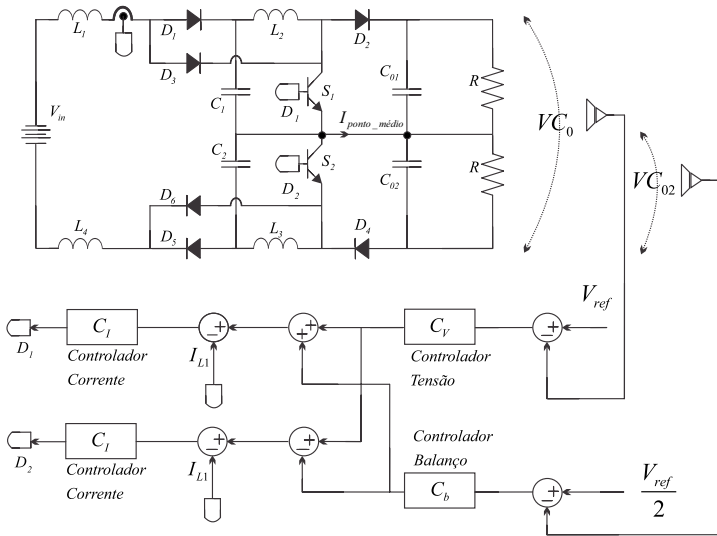 L1
D1
L2
D2
D3
C1
S1
D1
C01
R
Vin
Iponto_médio
VC0
C2
S2
D2
C02
R
VC02
D6
L4
D5
L3
D4
Vref
D1
CI
Controlador
Corrente
IL1
− +
+ +
CV
Controlador
Tensão
− +
D2
CI
Controlador
Corrente
IL1
− +
− +
Controlador
Balanço
Cb
− +
Vref
2